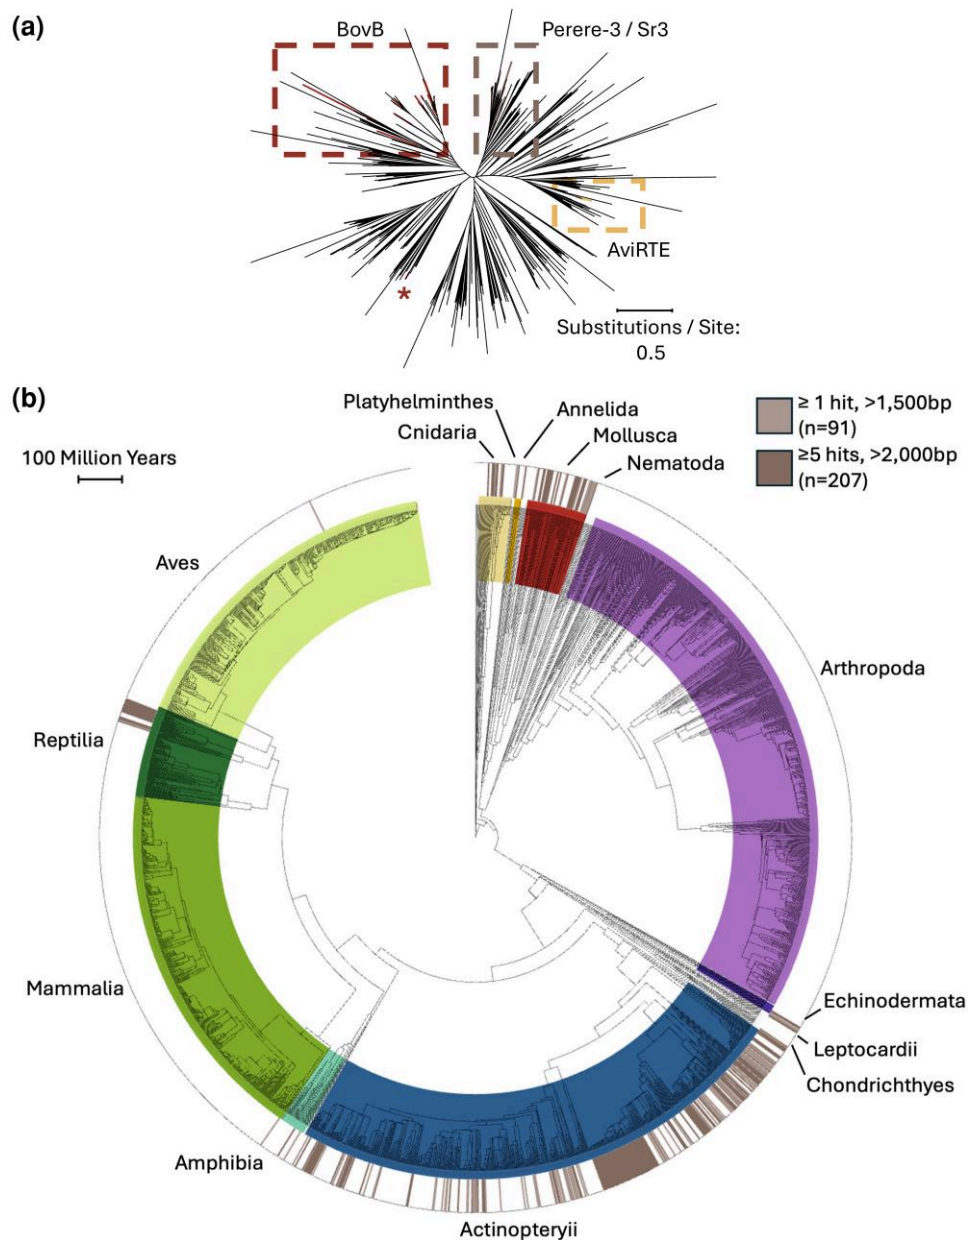 (a)
BovB
Perere-3 / Sr3
AviRTE
*
Substitutions / Site:
0.5
(b)
Platyhelminthes
Annelida
Cnidaria
Mollusca
Nematoda
≥ 1 hit, >1,500bp
(n=91)
≥5 hits, >2,000bp
(n=207)
100 Million Years
Aves
Arthropoda
Reptilia
Mammalia
Echinodermata
Leptocardii
Chondrichthyes
Amphibia
Actinopteryii